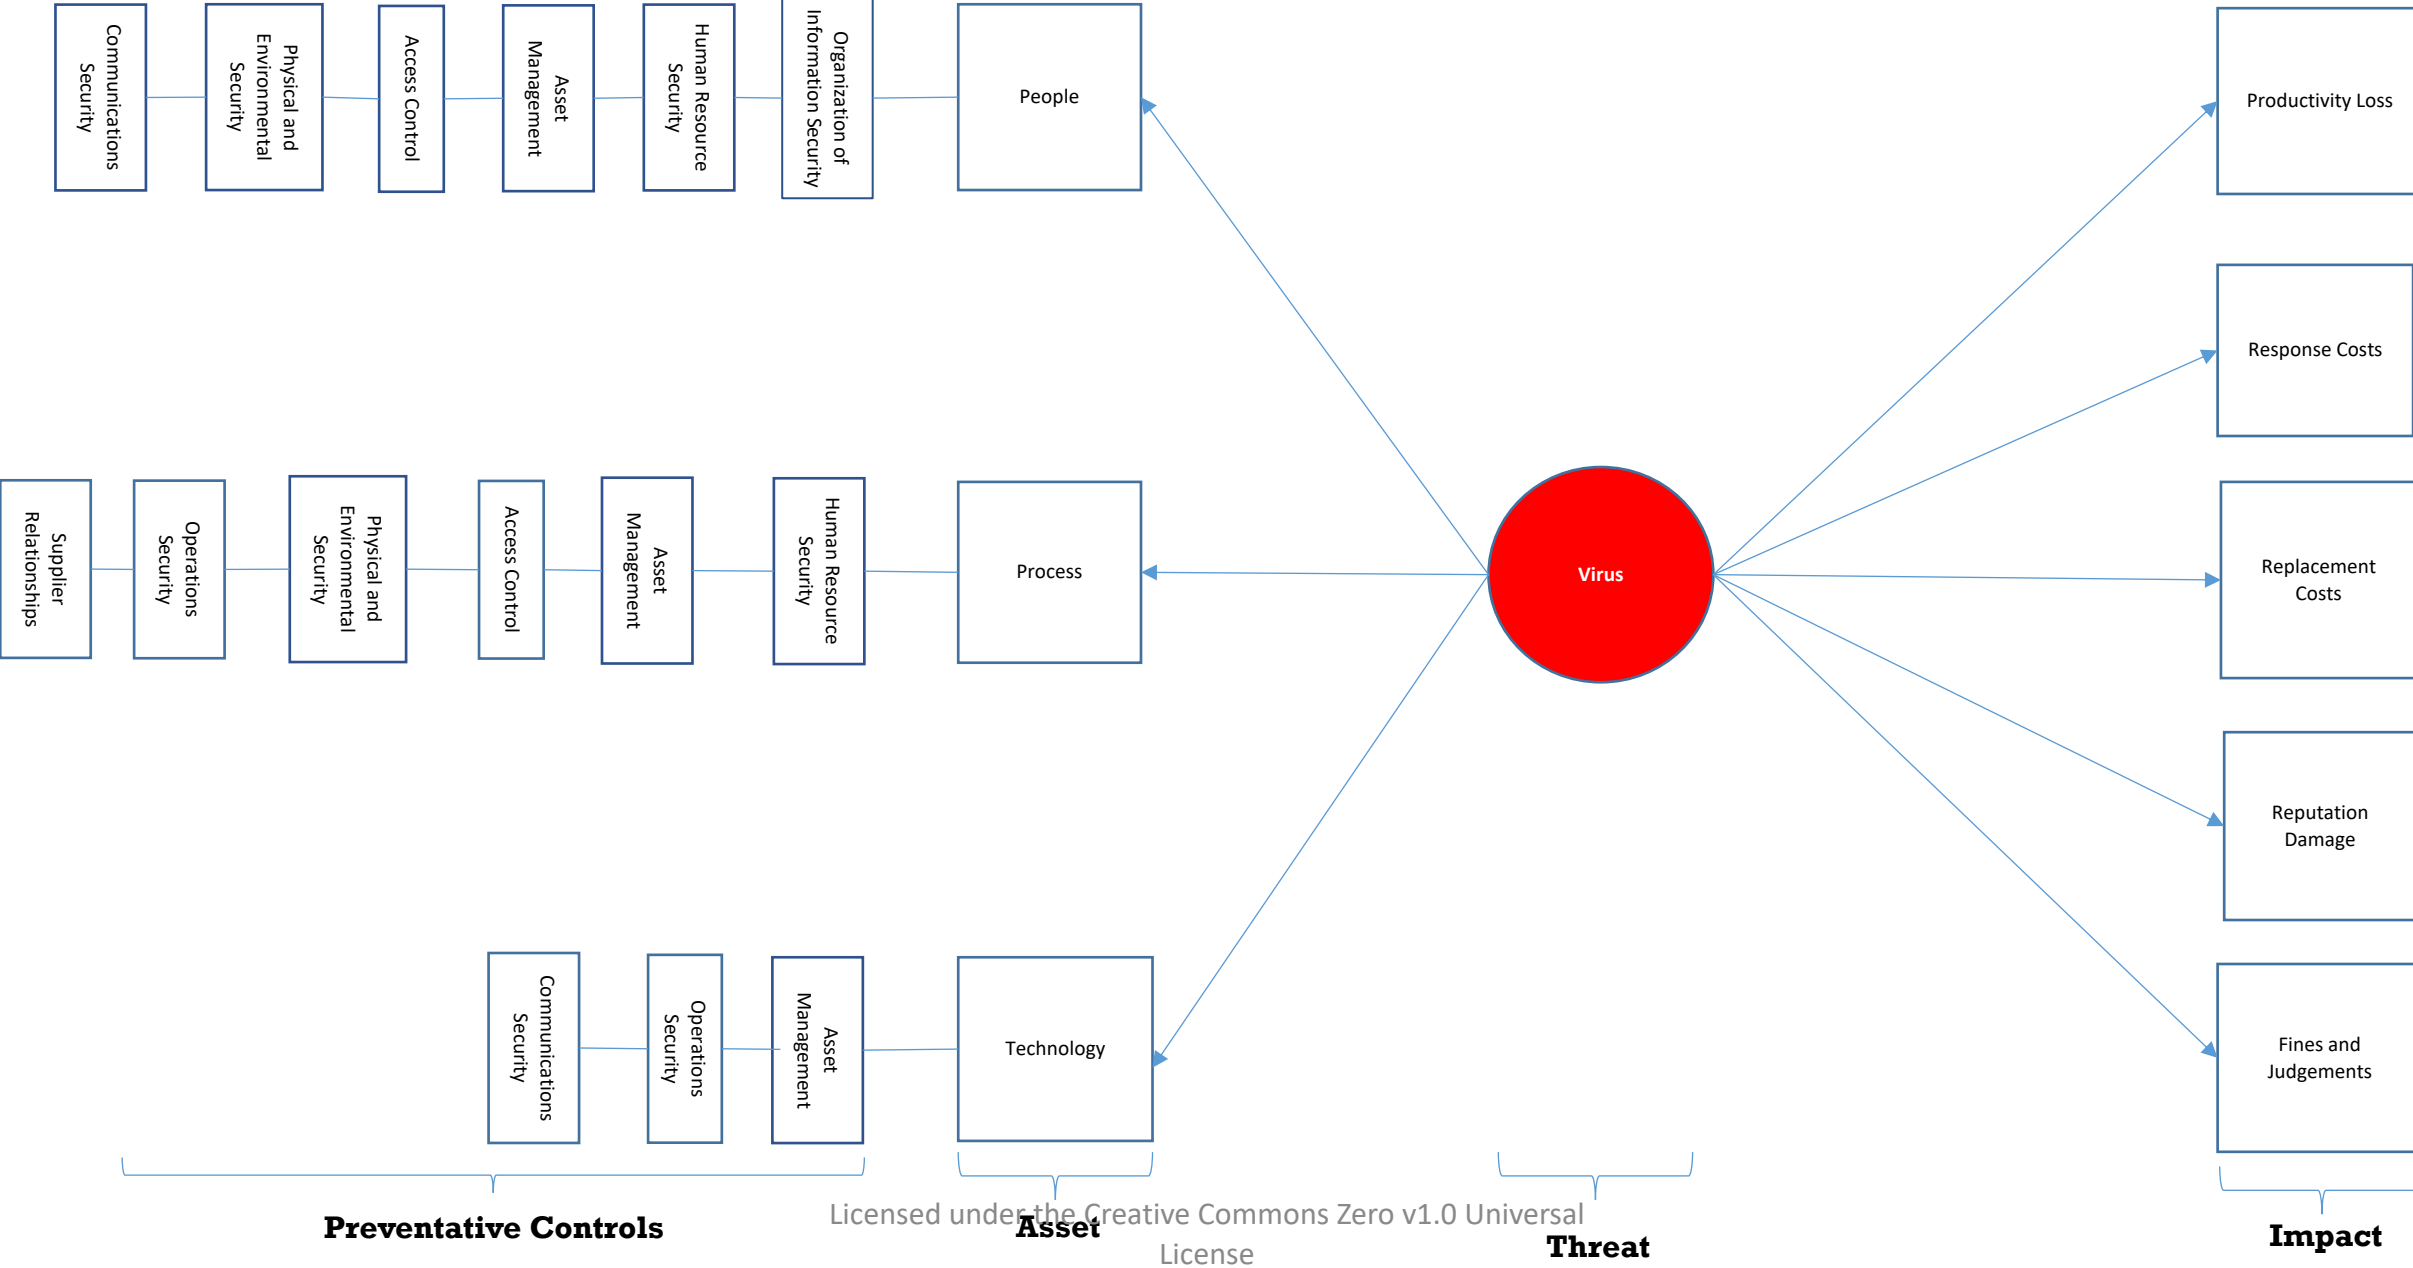 Communications
Security
Physical and
Environmental
Security
Access Control
Asset
Management
Human Resource
Security
Organization of
Information Security
People
Productivity Loss
Response Costs
Supplier
Relationships
Operations
Security
Physical and
Environmental
Security
Access Control
Asset
Management
Human Resource
Security
Process
Virus
Replacement
Costs
Reputation
Damage
Communications
Security
Operations
Security
Asset
Management
Technology
Fines and
Judgements
Preventative Controls
Asset
Threat
Impact
Licensed under the Creative Commons Zero v1.0 Universal
License